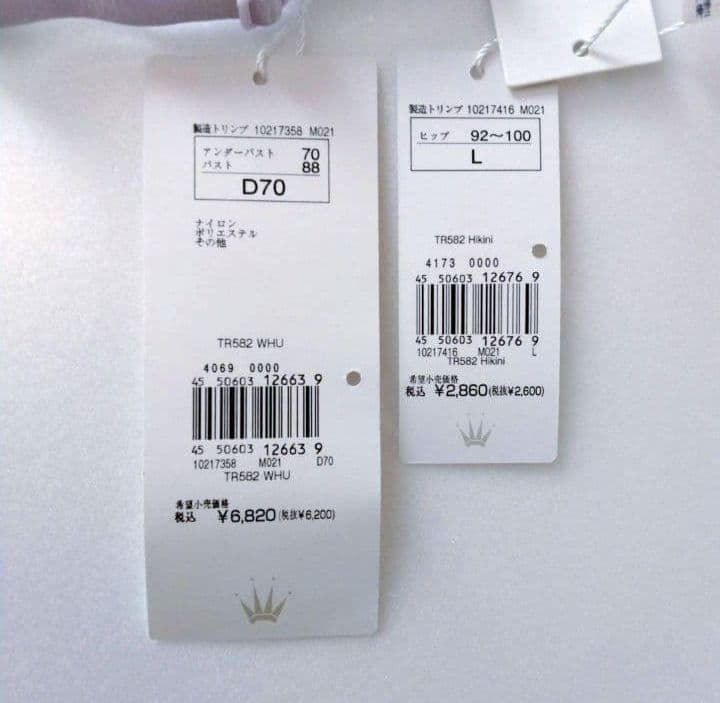 製造トリンプ 10217358 M021
アンダーバスト 70
バスト 88
D70
ナイロン
ポリエステル
その他
TR582 WHU
4069 0000
45 50603 12663 9
45 50603 12663 9
10217358 M021 D70
TR582 WHU
希望小売価格
税込 ¥6,820(税抜¥6,200)
製造トリンプ 10217416 M021
ヒップ 92～100
L
TR582 Hikini
4173 0000
45 50603 12676 9
45 50603 12676 9
10217416 M021 L
TR582 Hikini
希望小売価格
税込 ¥2,860(税抜¥2,600)